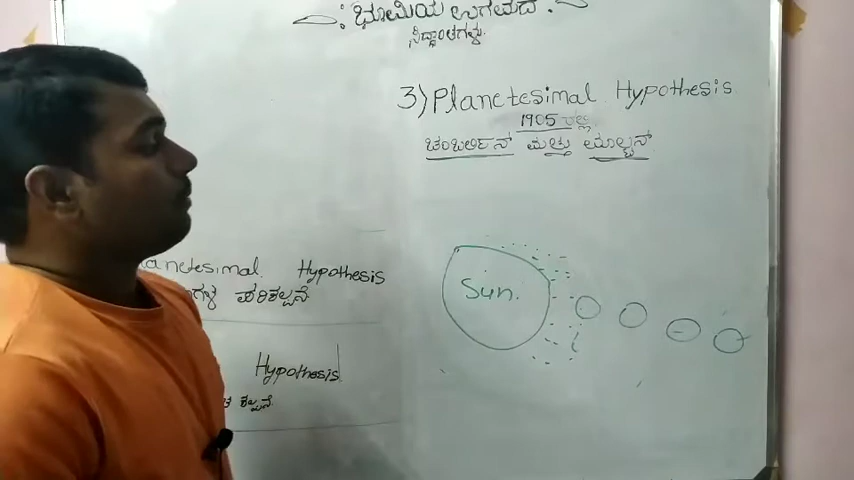 : ಭೂಮಿಯ ಉಗಮದ :
ಸಿದ್ಧಾಂತಗಳು
3) Planetesimal Hypothesis
1905 ರಲ್ಲಿ
ಚಂಬರ್ಲಿನ್ ಮತ್ತು ಮೋಲ್ಟನ್
Sun.
anetesimal Hypothesis
ಗಳ ಪರಿಕಲ್ಪನೆ
Hypothesis
ಕಲ್ಪನೆ